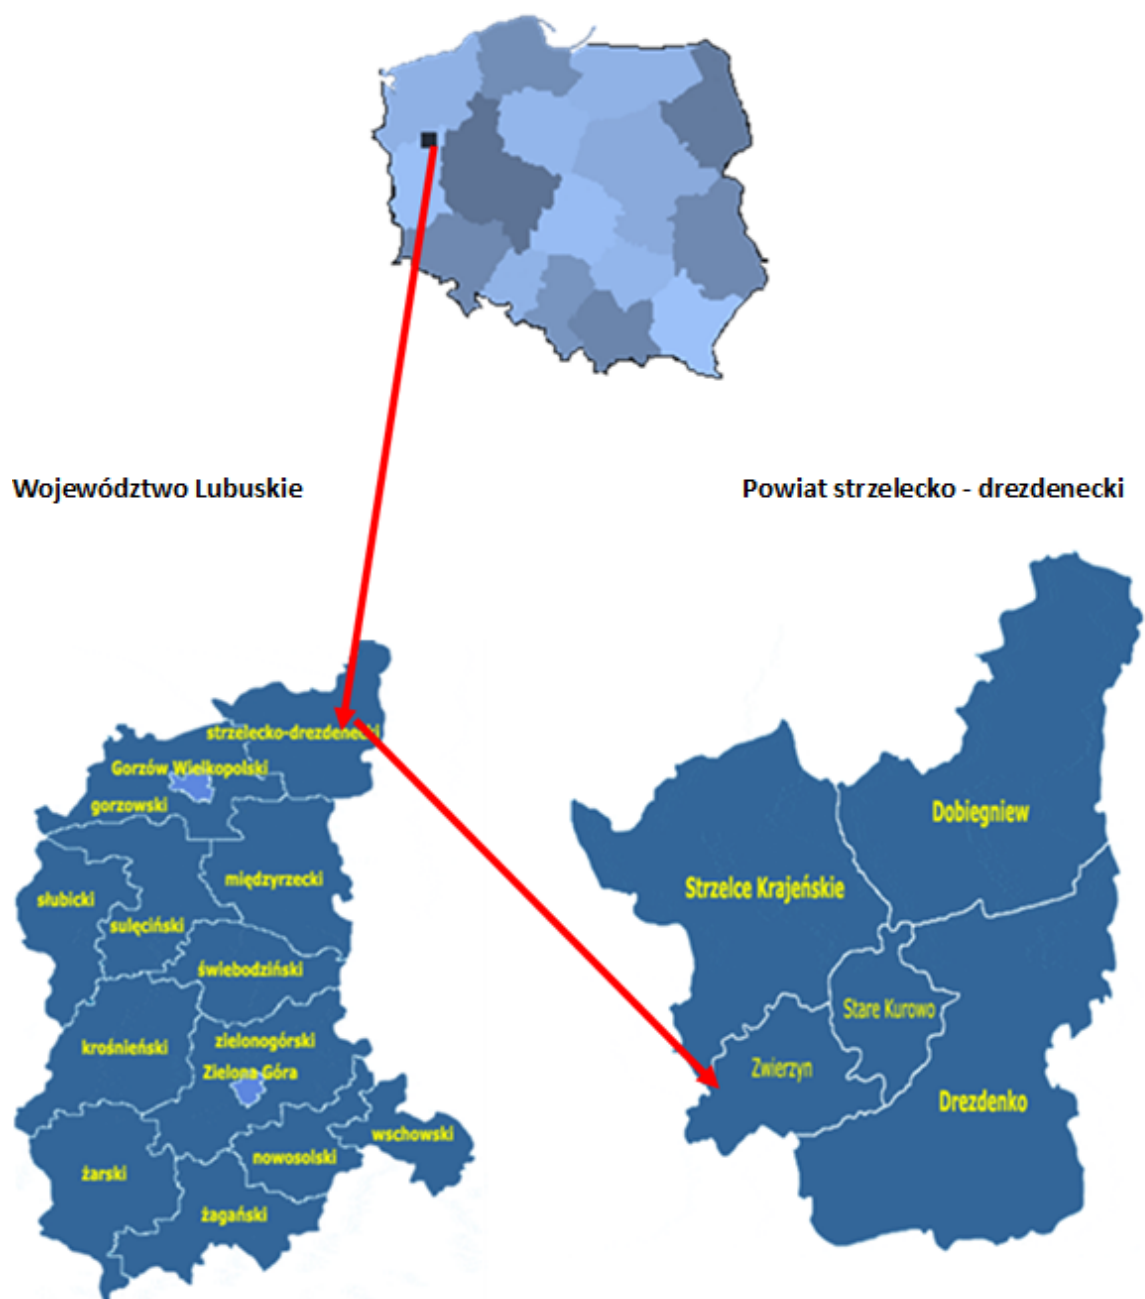 Województwo Lubuskie
Powiat strzelecko - drezdenecki
strzelecko-drezdenecki
Gorzów Wielkopolski
gorzowski
międzyrzecki
słubicki
sulęciński
świebodziński
zielonogórski
krośnieński
Zielona Góra
wschowski
nowosolski
żarski
żagański
Dobiegniew
Strzelce Krajeńskie
Stare Kurowo
Zwierzyn
Drezdenko